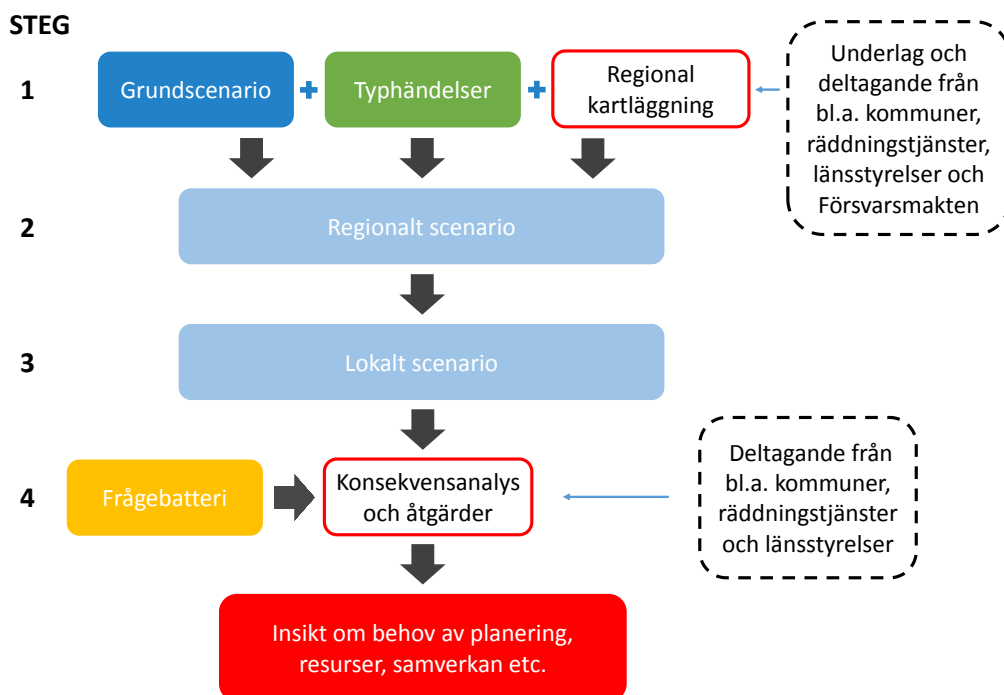 STEG
1
Grundscenario
Typhändelser
Regional
kartläggning
Underlag och
deltagande från
bl.a. kommuner,
räddningstjänster,
länsstyrelser och
Försvarsmakten
2
Regionalt scenario
3
Lokalt scenario
4
Frågebatteri
Konsekvensanalys
och åtgärder
Deltagande från
bl.a. kommuner,
räddningstjänster
och länsstyrelser
Insikt om behov av planering,
resurser, samverkan etc.